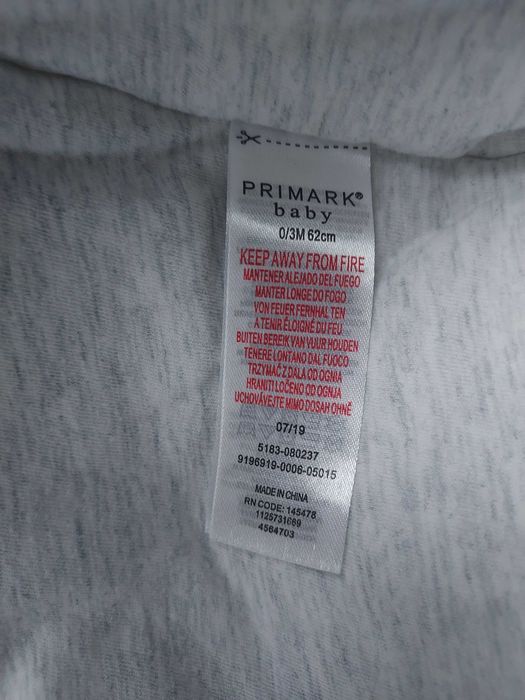 PRIMARK®
baby
0/3M 62cm
KEEP AWAY FROM FIRE
MANTENER ALEJADO DEL FUEGO
MANTER LONGE DO FOGO
VON FEUER FERNHALTEN
A TENIR ÉLOIGNÉ DU FEU
BUITEN BEREIK VAN VUUR HOUDEN
TENERE LONTANO DAL FUOCO
TRZYMAĆ Z DALA OD OGNIA
HRANITI LOČENO OD OGNJA
UCHOVÁVEJTE MIMO DOSAH OHNĚ
07/19
5183-080237
9196919-0006-05015
MADE IN CHINA
RN CODE: 145478
1125731669
4564703